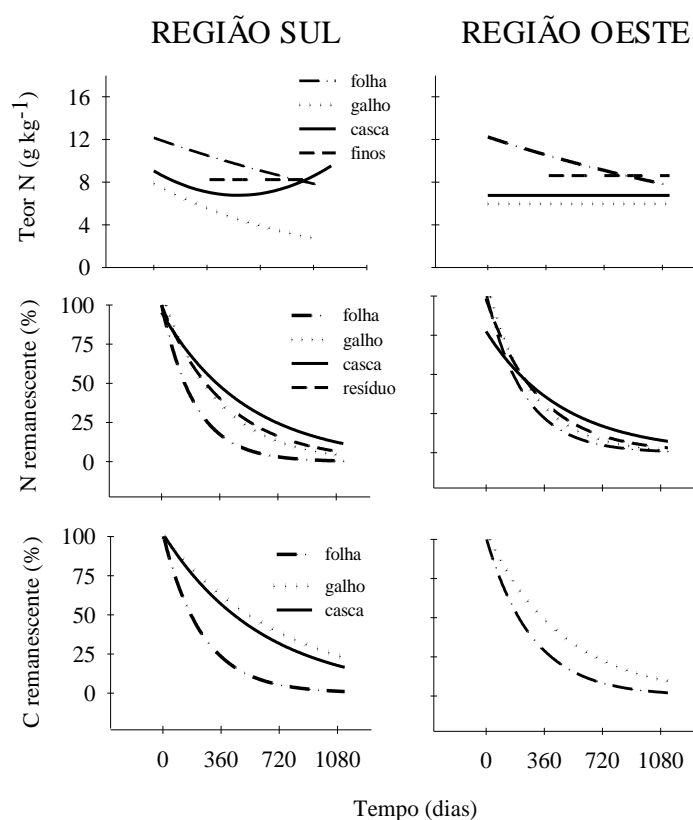 REGIÃO SUL
REGIÃO OESTE
Teor N (g kg-1)
16
12
8
4
0
folha
galho
casca
finos
N remanescente (%)
100
75
50
25
0
folha
galho
casca
resíduo
C remanescente (%)
100
75
50
25
0
folha
galho
casca
0 360 720 1080
0 360 720 1080
Tempo (dias)